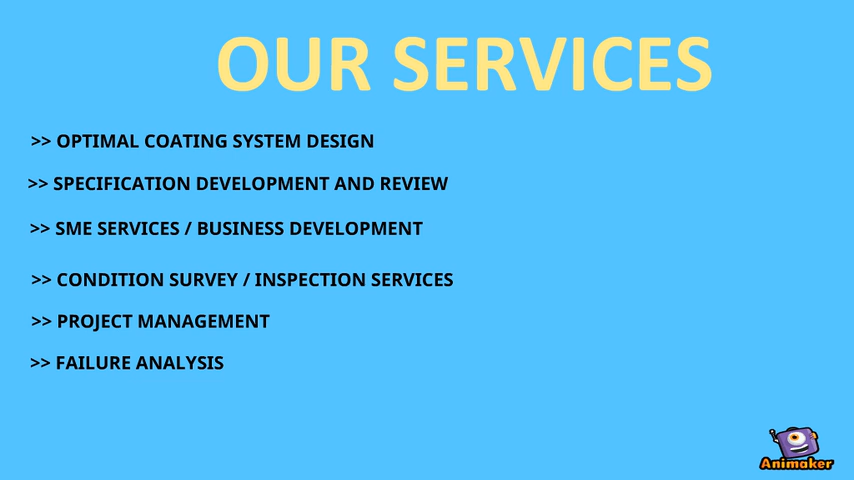 OUR SERVICES
>> OPTIMAL COATING SYSTEM DESIGN
>> SPECIFICATION DEVELOPMENT AND REVIEW
>> SME SERVICES / BUSINESS DEVELOPMENT
>> CONDITION SURVEY / INSPECTION SERVICES
>> PROJECT MANAGEMENT
>> FAILURE ANALYSIS
Animaker